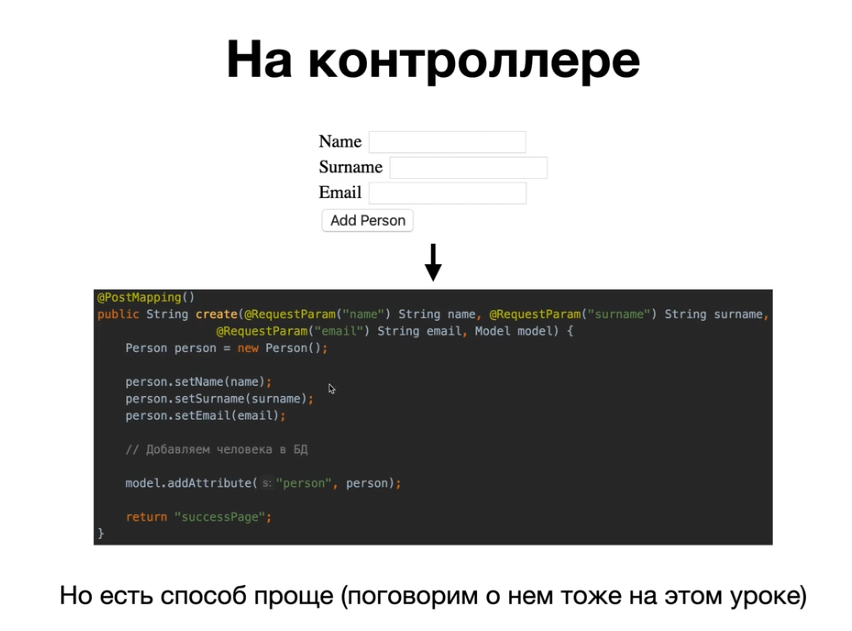 На контроллере
Name
Surname
Email
Add Person
@PostMapping()
public String create(@RequestParam("name") String name, @RequestParam("surname") String surname,
@RequestParam("email") String email, Model model) {
Person person = new Person();
person.setName(name);
person.setSurname(surname);
person.setEmail(email);
// Добавляем человека в БД
model.addAttribute( s: "person", person);
return "successPage";
}
Но есть способ проще (поговорим о нем тоже на этом уроке)